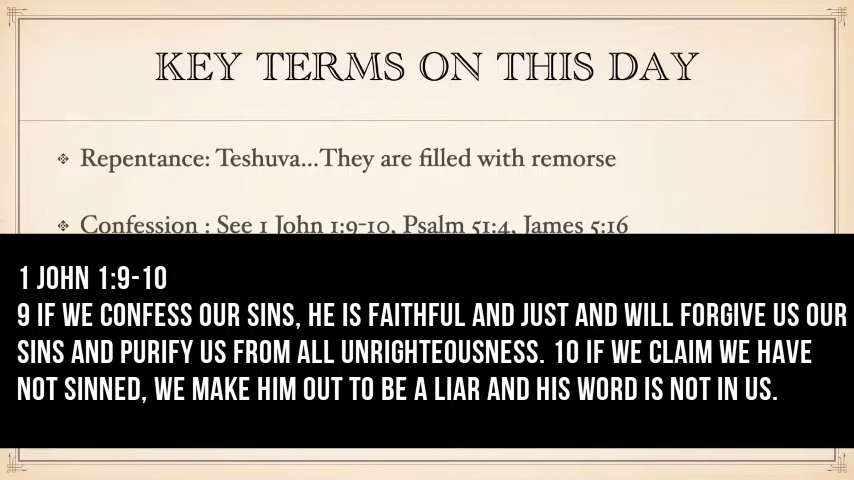 KEY TERMS ON THIS DAY
Repentance: Teshuva...They are filled with remorse
Confession : See 1 John 1:9-10, Psalm 51:4, James 5:16
1 JOHN 1:9-10
9 IF WE CONFESS OUR SINS, HE IS FAITHFUL AND JUST AND WILL FORGIVE US OUR
SINS AND PURIFY US FROM ALL UNRIGHTEOUSNESS. 10 IF WE CLAIM WE HAVE
NOT SINNED, WE MAKE HIM OUT TO BE A LIAR AND HIS WORD IS NOT IN US.